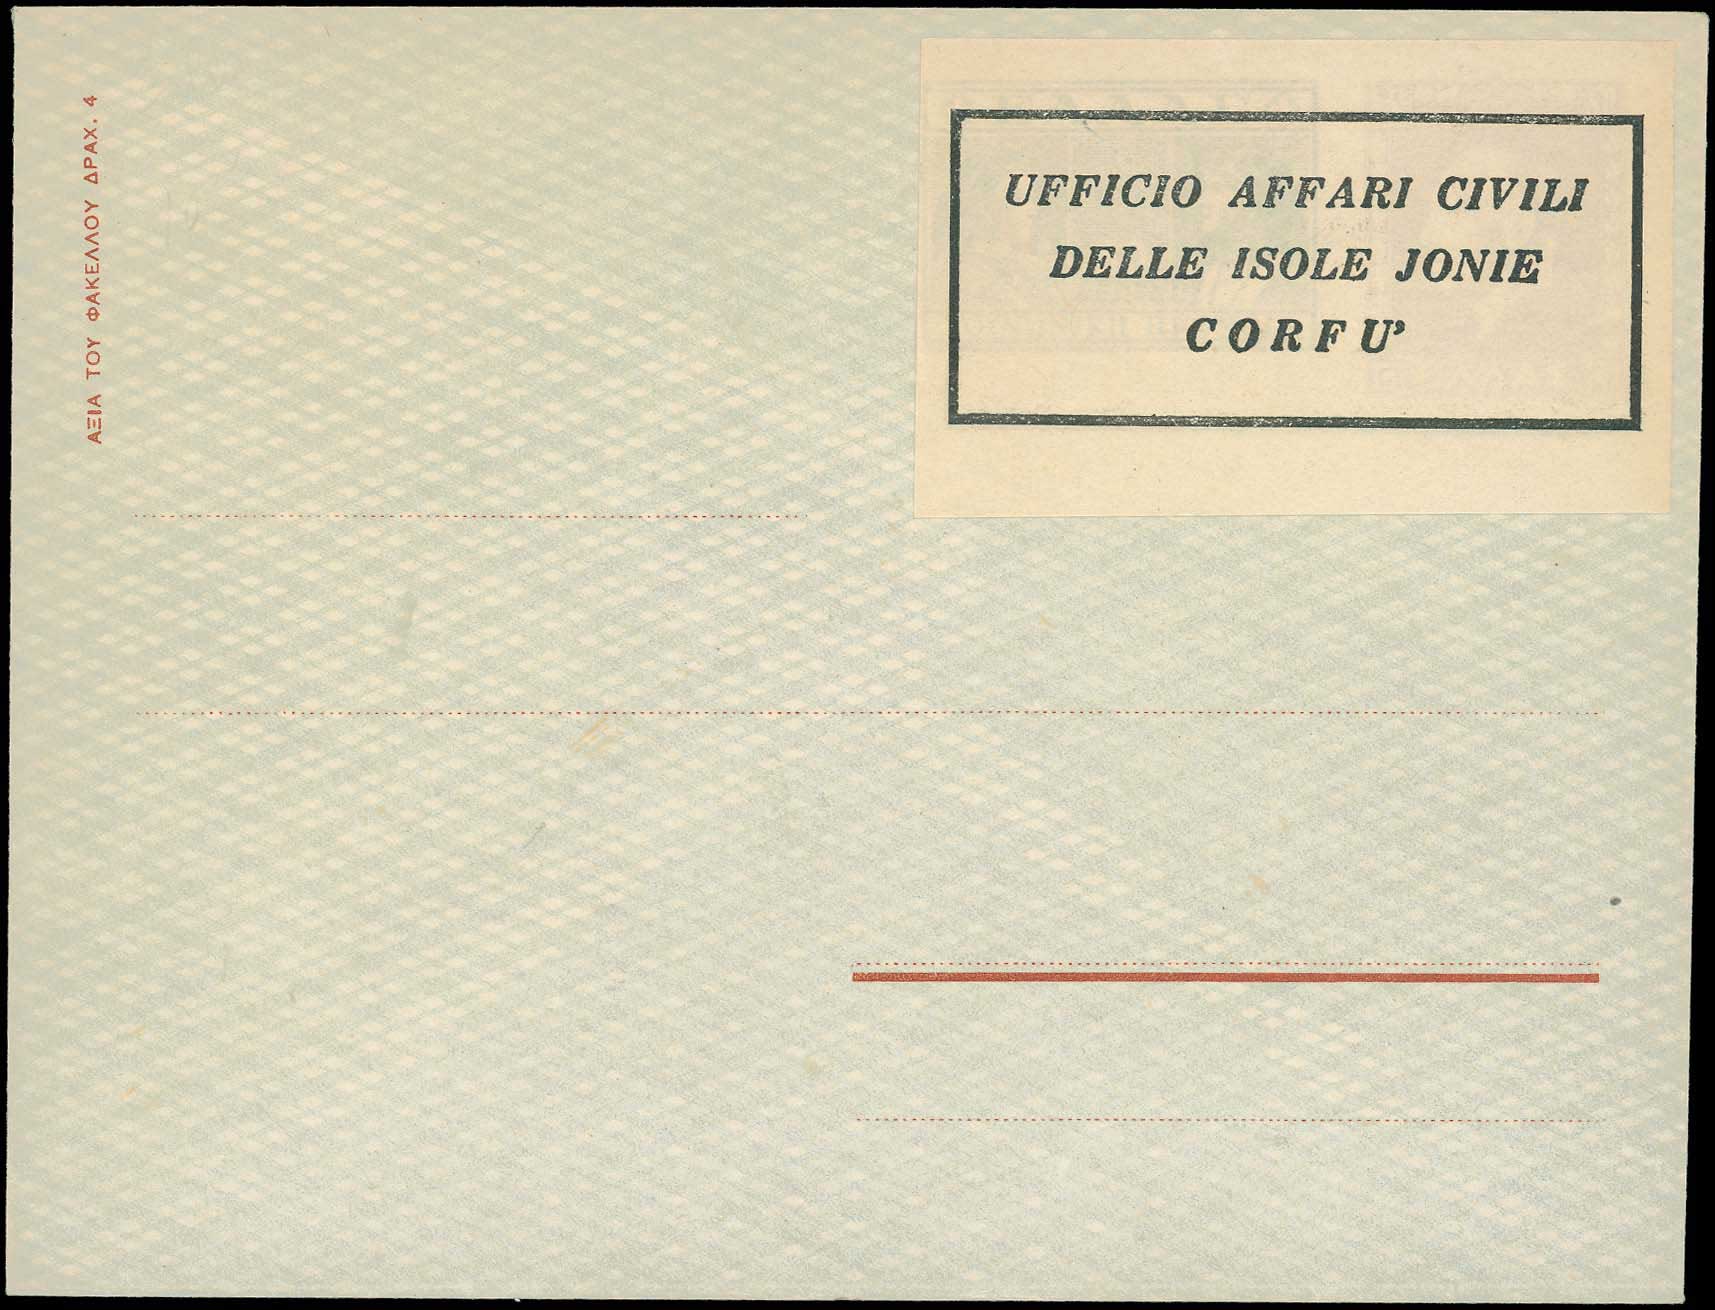 ΑΞΙΑ ΤΟΥ ΦΑΚΕΛΛΟΥ ΔΡΑΧ. 4
UFFICIO AFFARI CIVILI
DELLE ISOLE JONIE
CORFU'